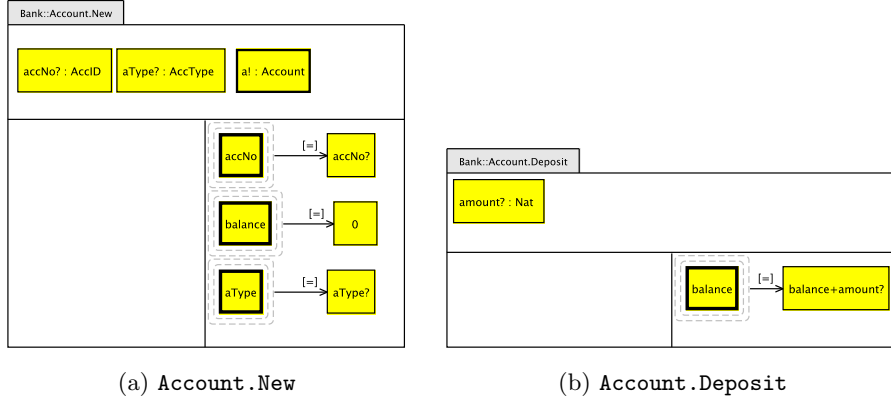 Bank::Account.New
accNo? : AccID
aType? : AccType
a! : Account
accNo
[=]
accNo?
balance
[=]
0
aType
[=]
aType?
(a) Account.New
Bank::Account.Deposit
amount? : Nat
balance
[=]
balance+amount?
(b) Account.Deposit